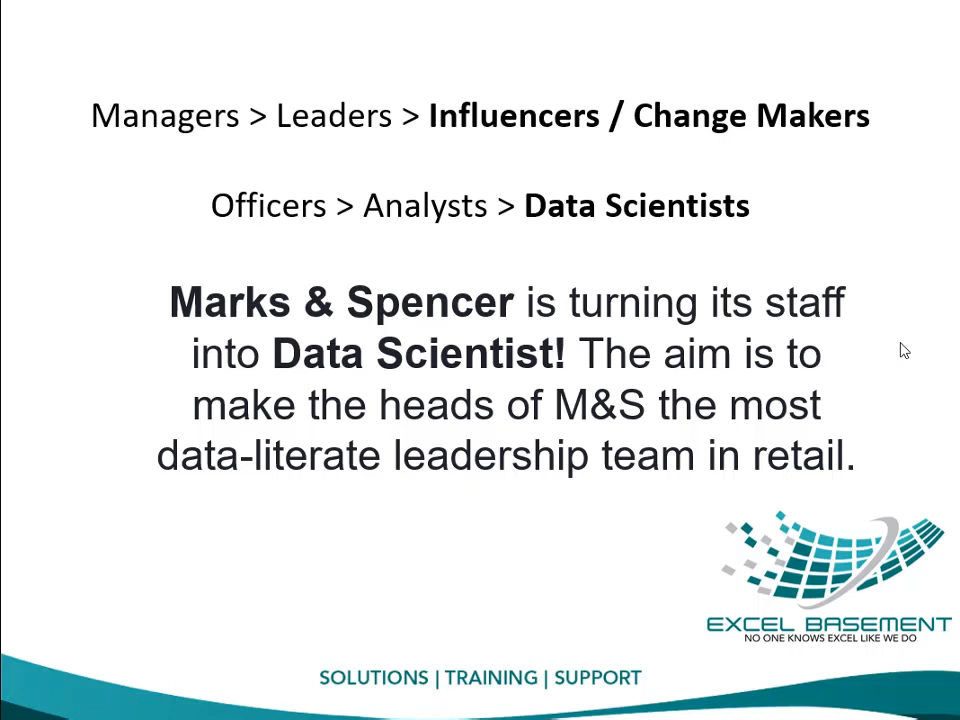 Managers > Leaders > Influencers / Change Makers
Officers > Analysts > Data Scientists
Marks & Spencer is turning its staff
into Data Scientist! The aim is to
make the heads of M&S the most
data-literate leadership team in retail.
EXCEL BASEMENT
NO ONE KNOWS EXCEL LIKE WE DO
SOLUTIONS | TRAINING | SUPPORT